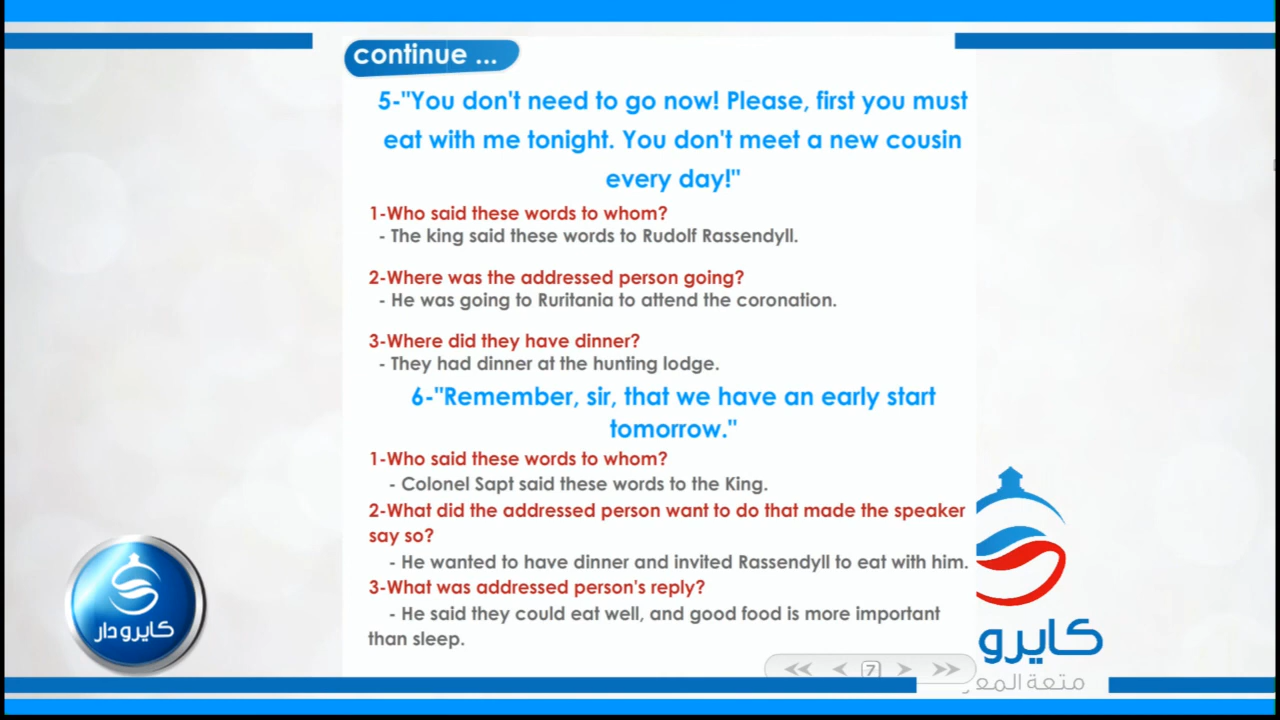 continue ...
5-"You don't need to go now! Please, first you must
eat with me tonight. You don't meet a new cousin
every day!"
1-Who said these words to whom?
- The king said these words to Rudolf Rassendyll.
2-Where was the addressed person going?
- He was going to Ruritania to attend the coronation.
3-Where did they have dinner?
- They had dinner at the hunting lodge.
6-"Remember, sir, that we have an early start
tomorrow."
1-Who said these words to whom?
- Colonel Sapt said these words to the King.
2-What did the addressed person want to do that made the speaker
say so?
- He wanted to have dinner and invited Rassendyll to eat with him.
3-What was addressed person's reply?
- He said they could eat well, and good food is more important
than sleep.
7
كايرو دار
كايرو
متعة